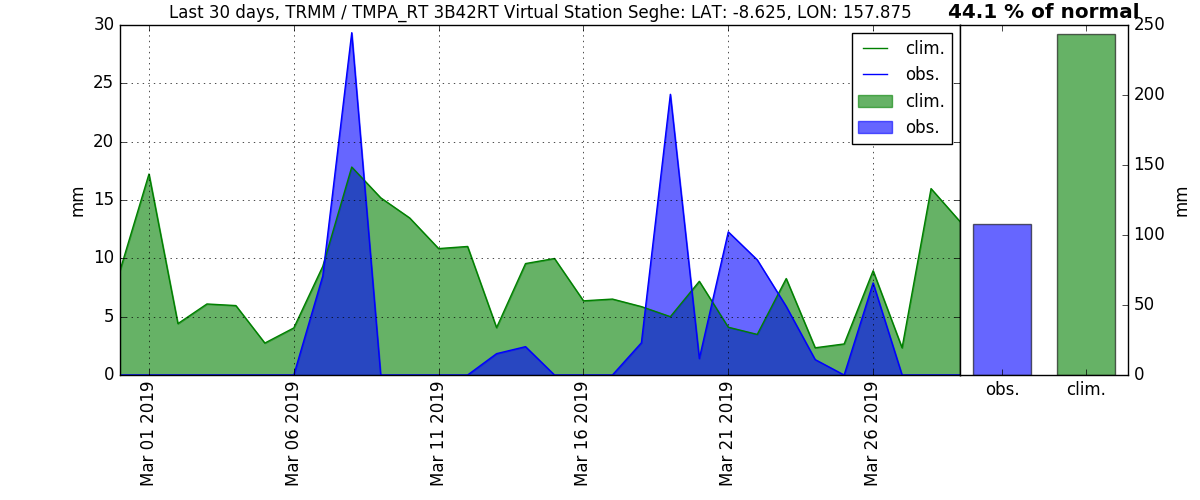 Last 30 days, TRMM / TMPA_RT 3B42RT Virtual Station Seghe: LAT: -8.625, LON: 157.875
44.1 % of normal
30
25
20
15
10
5
0
mm
clim.
obs.
clim.
obs.
Mar 01 2019
Mar 06 2019
Mar 11 2019
Mar 16 2019
Mar 21 2019
Mar 26 2019
250
200
150
100
50
0
mm
obs.
clim.